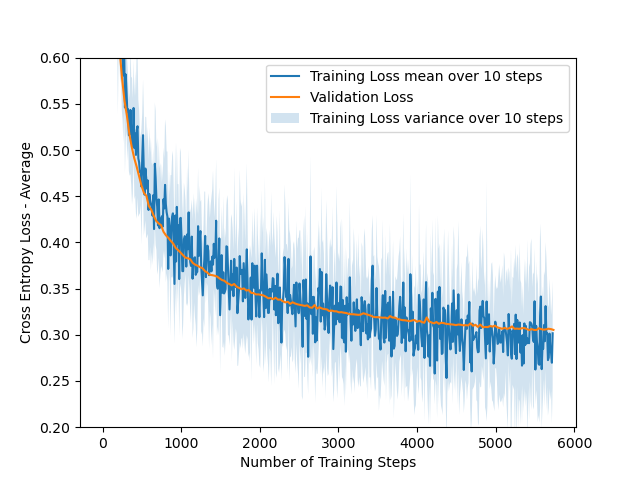 0.60
0.55
0.50
0.45
0.40
0.35
0.30
0.25
0.20
Cross Entropy Loss - Average
Training Loss mean over 10 steps
Validation Loss
Training Loss variance over 10 steps
0 1000 2000 3000 4000 5000 6000
Number of Training Steps